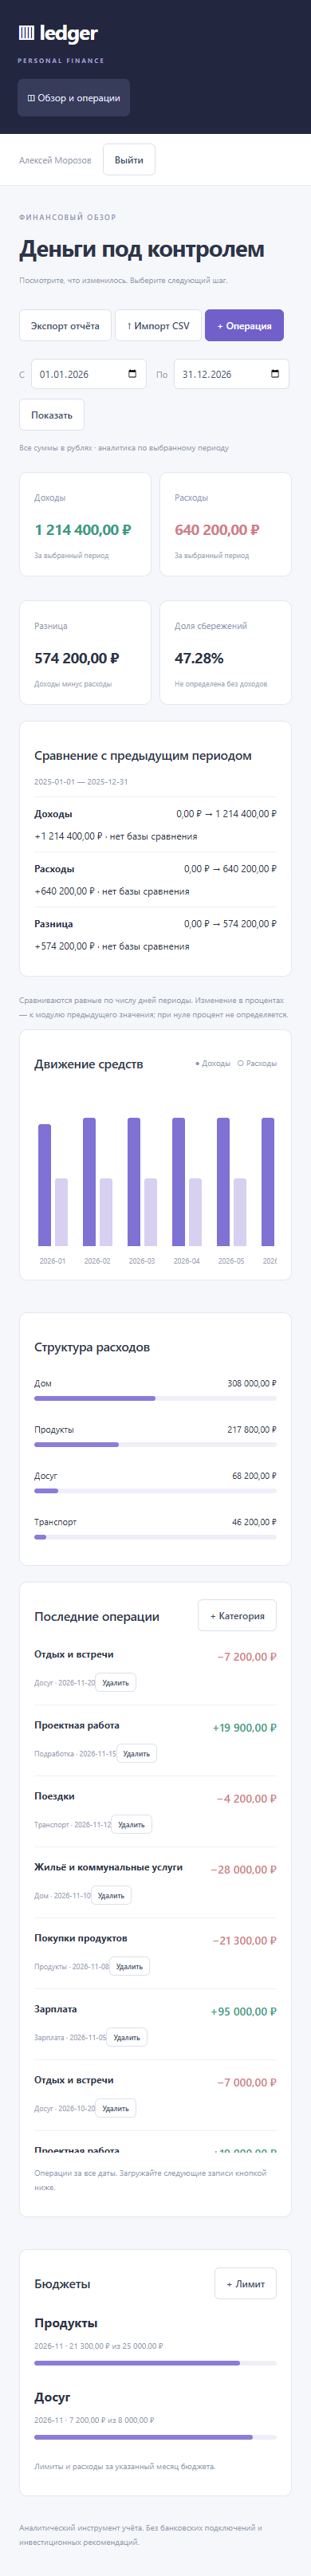 ledger
PERSONAL FINANCE
Обзор и операции
Алексей Морозов
Выйти
ФИНАНСОВЫЙ ОБЗОР
Деньги под контролем
Посмотрите, что изменилось. Выберите следующий шаг.
Экспорт отчёта
↑ Импорт CSV
+ Операция
С 01.01.2026 По 31.12.2026
Показать
Все суммы в рублях · аналитика по выбранному периоду
Доходы
1 214 400,00 ₽
За выбранный период
Расходы
640 200,00 ₽
За выбранный период
Разница
574 200,00 ₽
Доходы минус расходы
Доля сбережений
47.28%
Не определена без доходов
Сравнение с предыдущим периодом
2025-01-01 — 2025-12-31
Доходы 0,00 ₽ → 1 214 400,00 ₽
+1 214 400,00 ₽ · нет базы сравнения
Расходы 0,00 ₽ → 640 200,00 ₽
+640 200,00 ₽ · нет базы сравнения
Разница 0,00 ₽ → 574 200,00 ₽
+574 200,00 ₽ · нет базы сравнения
Сравниваются равные по числу дней периоды. Изменение в процентах
— к модулю предыдущего значения; при нуле процент не определяется.
Движение средств
● Доходы ○ Расходы
2026-01 2026-02 2026-03 2026-04 2026-05 2026
Структура расходов
Дом 308 000,00 ₽
Продукты 217 800,00 ₽
Досуг 68 200,00 ₽
Транспорт 46 200,00 ₽
Последние операции
+ Категория
Отдых и встречи −7 200,00 ₽
Досуг · 2026-11-20 Удалить
Проектная работа +19 900,00 ₽
Подработка · 2026-11-15 Удалить
Поездки −4 200,00 ₽
Транспорт · 2026-11-12 Удалить
Жильё и коммунальные услуги −28 000,00 ₽
Дом · 2026-11-10 Удалить
Покупки продуктов −21 300,00 ₽
Продукты · 2026-11-08 Удалить
Зарплата +95 000,00 ₽
Зарплата · 2026-11-05 Удалить
Отдых и встречи −7 000,00 ₽
Досуг · 2026-10-20 Удалить
Проектная работа
Операции за все даты. Загружайте следующие записи кнопкой
ниже.
Бюджеты
+ Лимит
Продукты
2026-11 · 21 300,00 ₽ из 25 000,00 ₽
Досуг
2026-11 · 7 200,00 ₽ из 8 000,00 ₽
Лимиты и расходы за указанный месяц бюджета.
Аналитический инструмент учёта. Без банковских подключений и
инвестиционных рекомендаций.